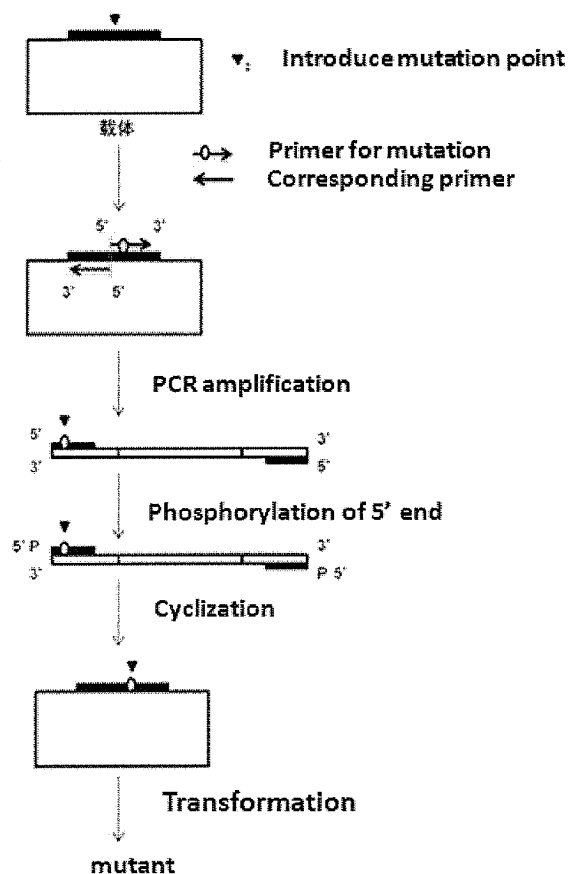 ▼: Introduce mutation point
载体
Primer for mutation
Corresponding primer
5' 3'
3' 5'
PCR amplification
5' 3'
3' 5'
Phosphorylation of 5' end
5' P 3'
3' P 5'
Cyclization
Transformation
mutant